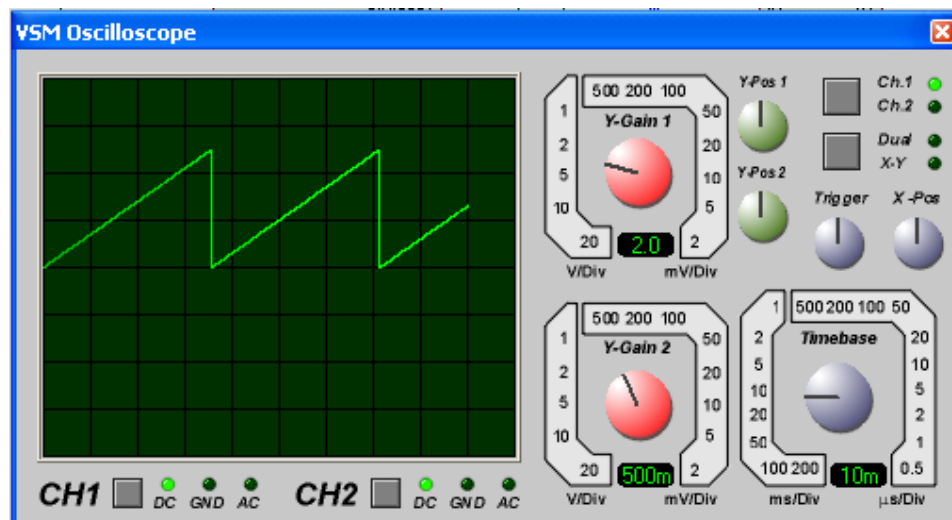 VSM Oscilloscope
500 200 100
1
2
5
10
20
Y-Gain 1
50
20
10
5
2
2.0
V/Div
mV/Div
Y-Pos 1
Y-Pos 2
Ch.1
Ch.2
Dual
X-Y
Trigger
X -Pos
500 200 100
1
2
5
10
20
Y-Gain 2
50
20
10
5
2
500m
V/Div
mV/Div
1
500 200 100 50
2
5
10
20
50
100 200
Timebase
20
10
5
2
1
0.5
10m
ms/Div
µs/Div
CH1
DC GND AC
CH2
DC GND AC